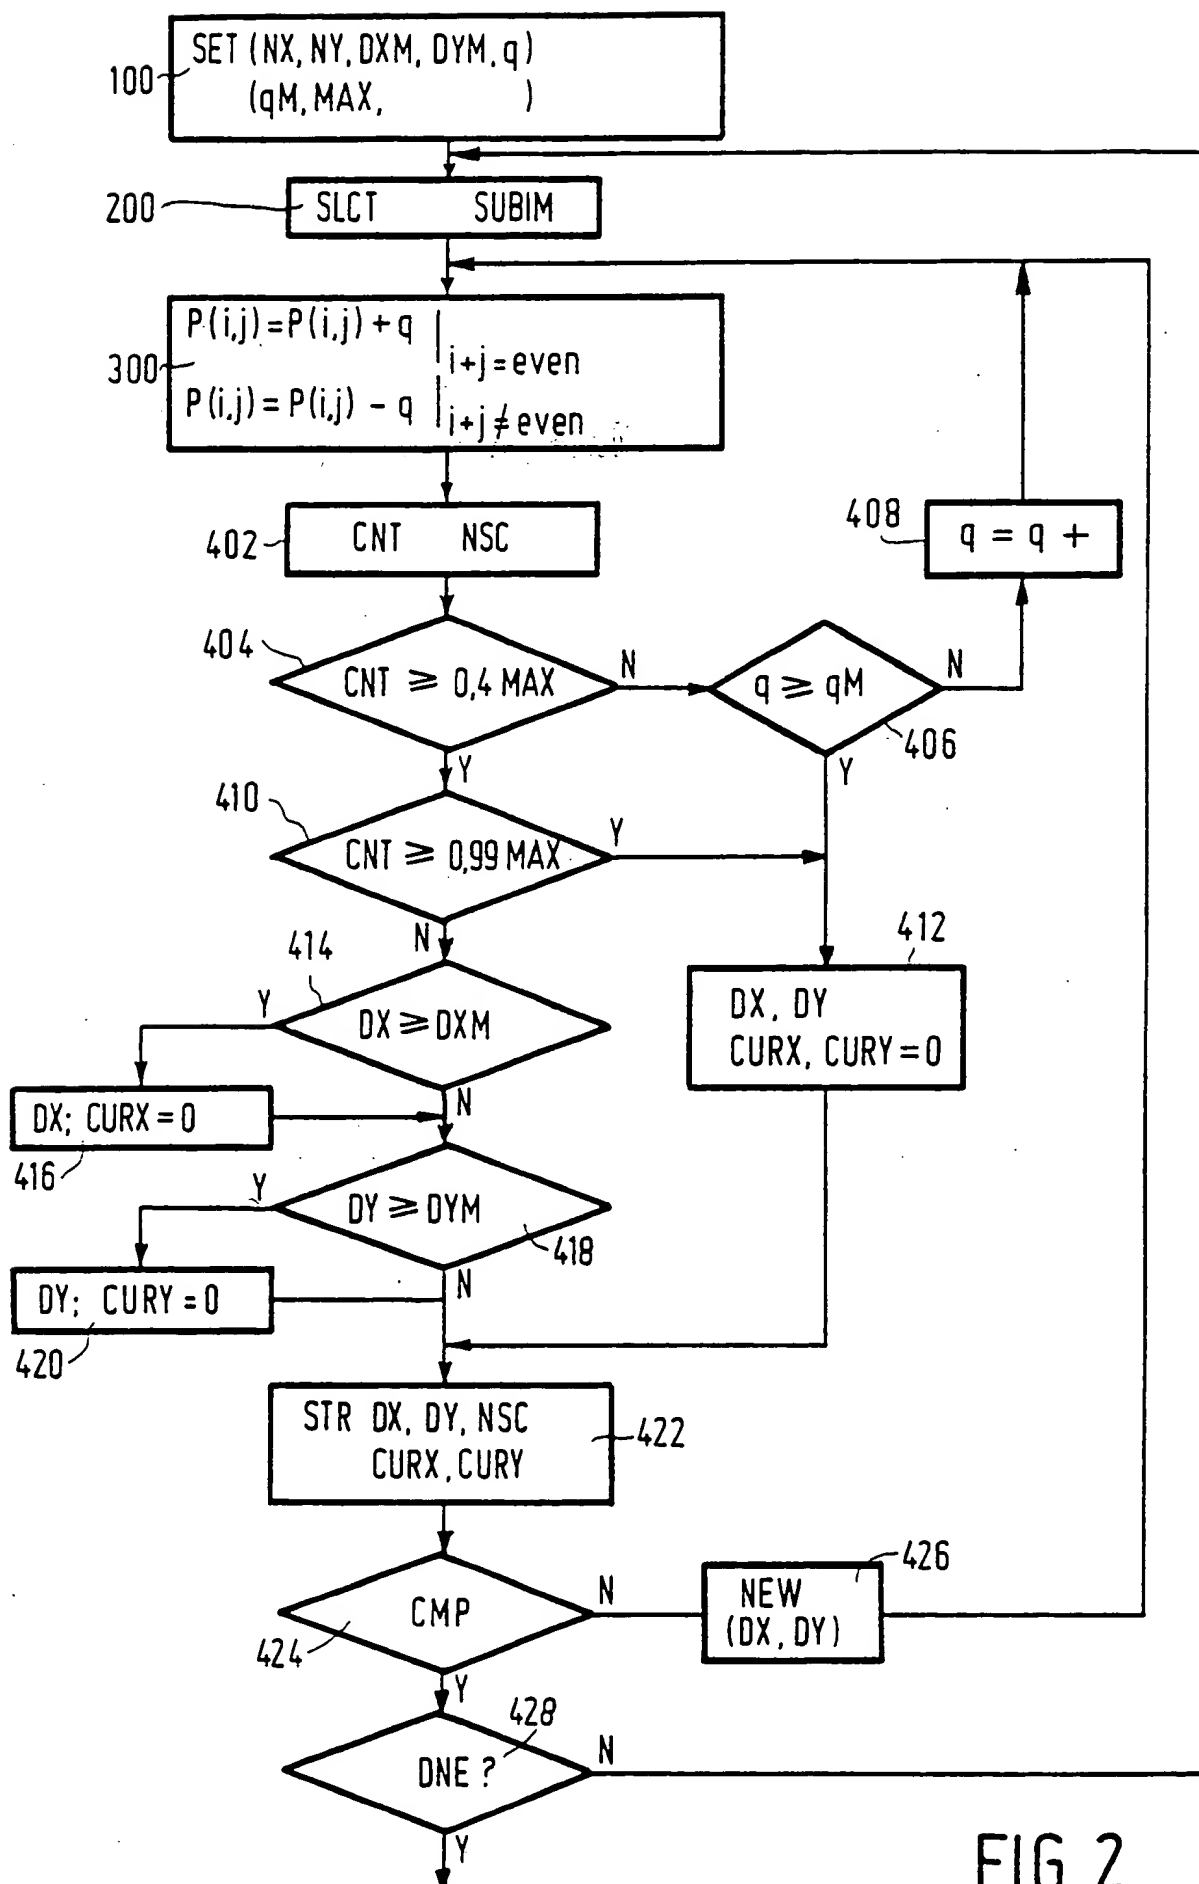 SET (NX, NY, DXM, DYM, q)
(qM, MAX, )
100
SLCT SUBIM
200
P(i,j)=P(i,j)+q
i+j=even
300
P(i,j)=P(i,j)-q
i+j≠even
CNT NSC
402
408
q = q +
404
CNT ≥ 0,4 MAX
N
q ≥ qM
N
406
Y
Y
410
CNT ≥ 0,99 MAX
Y
N
414
412
Y
DX ≥ DXM
DX, DY
CURX, CURY=0
N
DX; CURX=0
416
Y
DY ≥ DYM
418
N
DY; CURY=0
420
STR DX, DY, NSC
CURX, CURY
422
426
CMP
N
NEW
(DX, DY)
424
Y
428
DNE ?
N
Y
FIG. 2